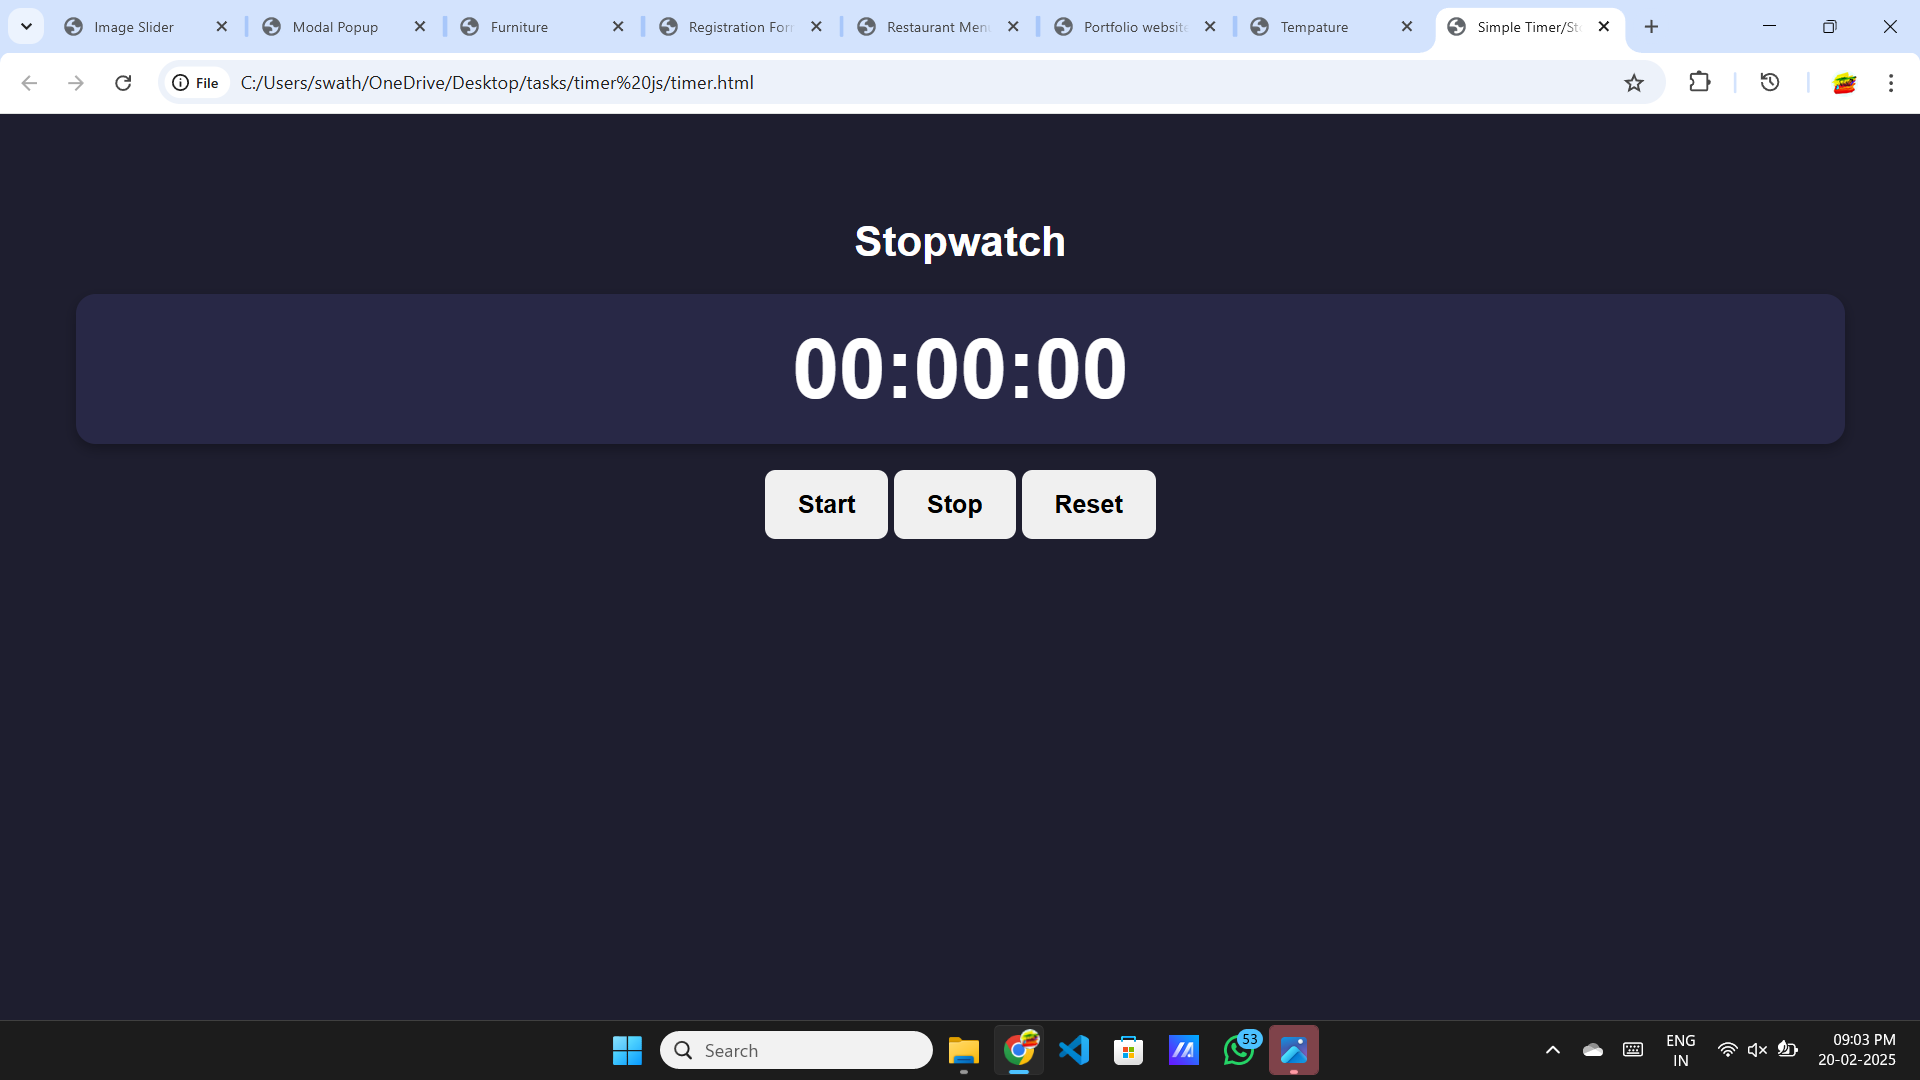 Image Slider
Modal Popup
Furniture
Registration For
Restaurant Men
Portfolio website
Tempature
Simple Timer/St
File
C:/Users/swath/OneDrive/Desktop/tasks/timer%20js/timer.html
Stopwatch
00:00:00
Start
Stop
Reset
Search
53
ENG
IN
09:03 PM
20-02-2025